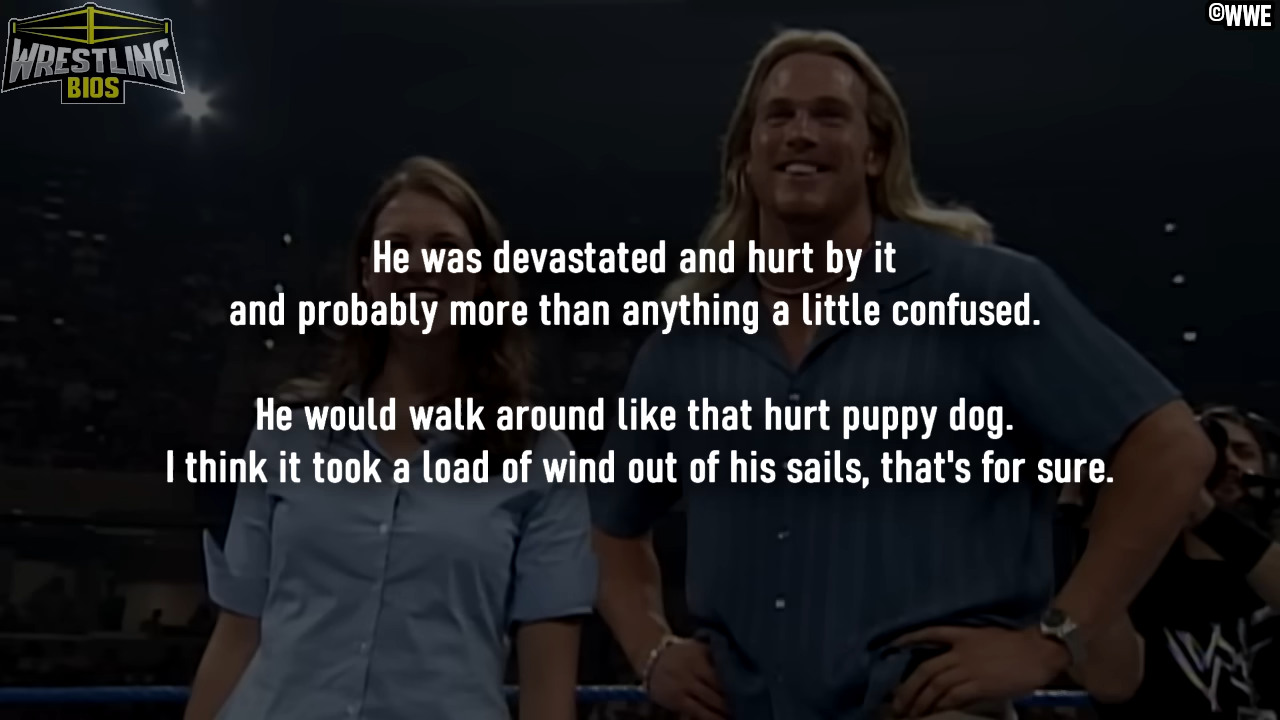 WRESTLING
BIOS
©WWE
He was devastated and hurt by it
and probably more than anything a little confused.
He would walk around like that hurt puppy dog.
I think it took a load of wind out of his sails, that's for sure.